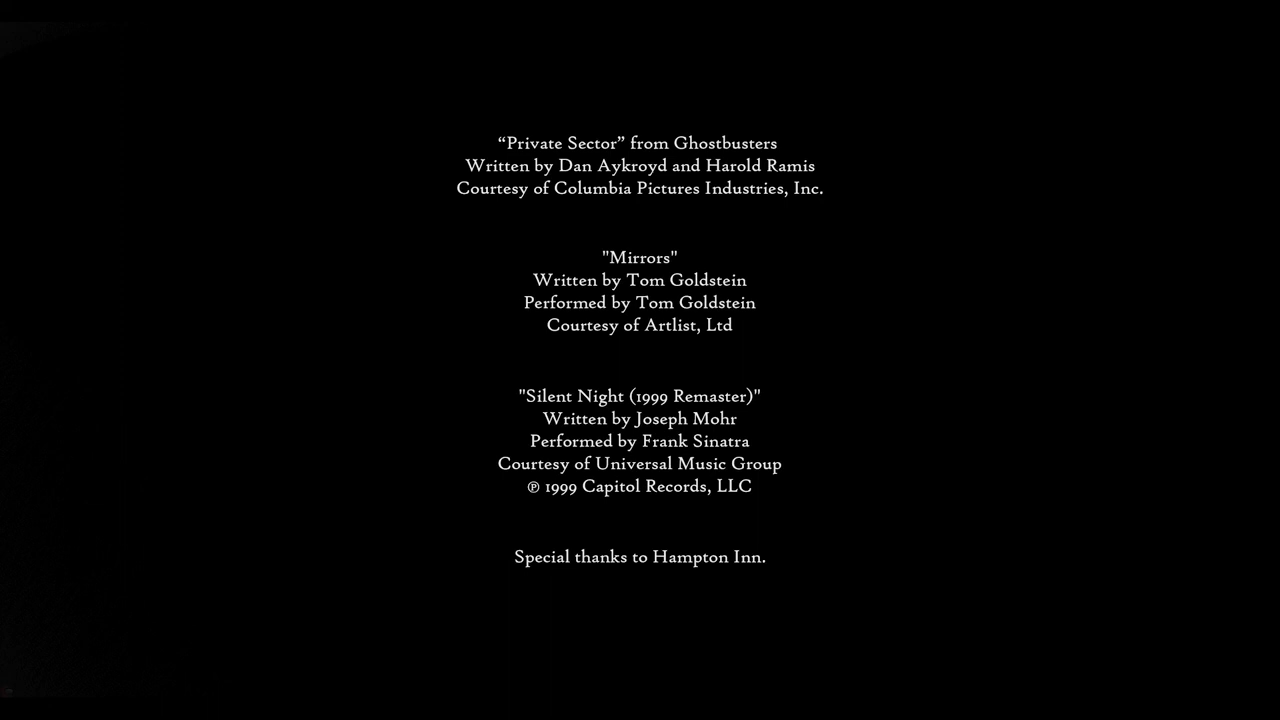 “Private Sector” from Ghostbusters
Written by Dan Aykroyd and Harold Ramis
Courtesy of Columbia Pictures Industries, Inc.
"Mirrors"
Written by Tom Goldstein
Performed by Tom Goldstein
Courtesy of Artlist, Ltd
"Silent Night (1999 Remaster)"
Written by Joseph Mohr
Performed by Frank Sinatra
Courtesy of Universal Music Group
℗ 1999 Capitol Records, LLC
Special thanks to Hampton Inn.